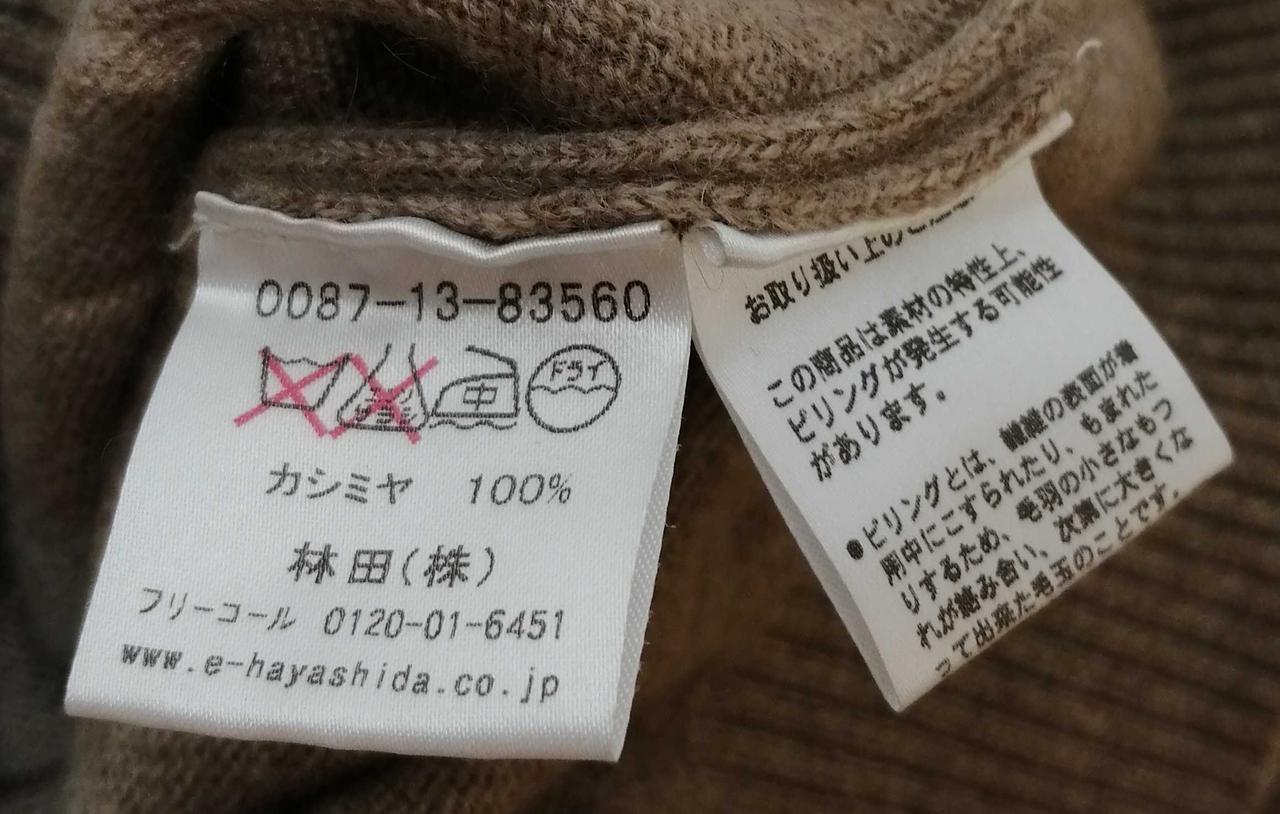 0087-13-83560
中
ドライ
カシミヤ 100%
林田(株)
フリーコール 0120-01-6451
www.e-hayashida.co.jp
お取り扱い上の
この商品は素材の特性上、
ピリングが発生する可能性
があります。
●ピリングとは、繊維の表面が着
用中にこすられたり、もまれた
りするため、毛羽の小さなもつ
れが絡み合い、次第に大きくな
って出来た毛玉のことです。